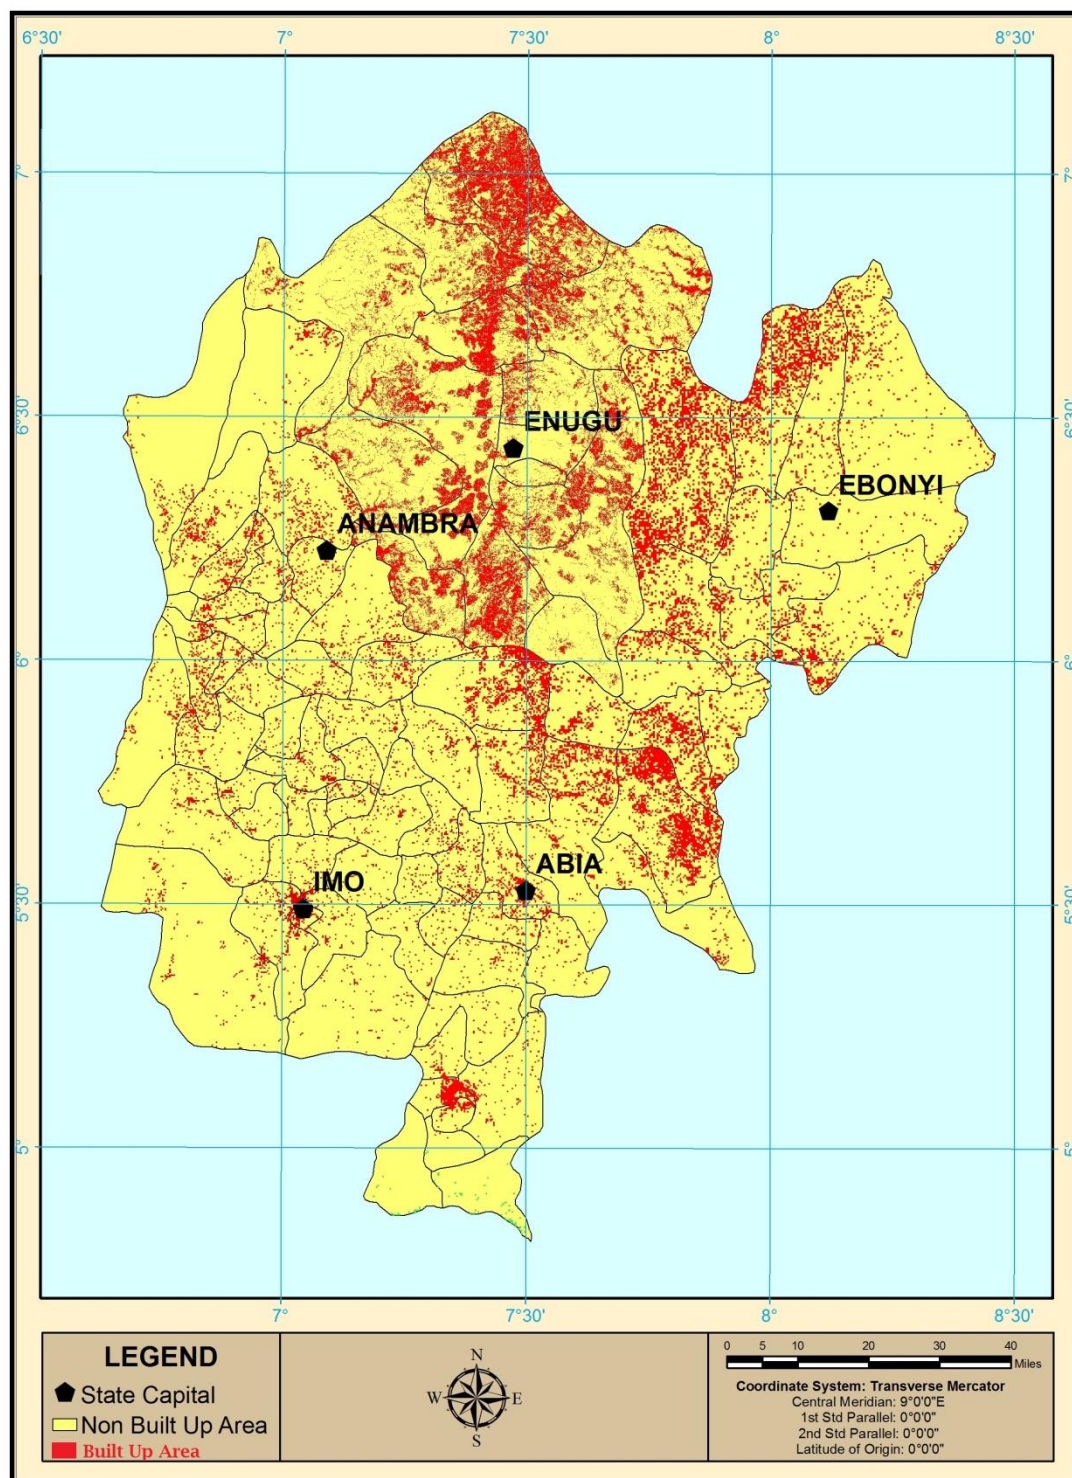 6°30' 7° 7°30' 8° 8°30'
7° 7°
6°30' 6°30'
ENUGU
EBONYI
ANAMBRA
6° 6°
ABIA
IMO
5°30' 5°30'
5° 5°
7° 7°30' 8° 8°30'
LEGEND
State Capital
Non Built Up Area
Built Up Area
N
W E
S
0 5 10 20 30 40
Miles
Coordinate System: Transverse Mercator
Central Meridian: 9°0'0"E
1st Std Parallel: 0°0'0"
2nd Std Parallel: 0°0'0"
Latitude of Origin: 0°0'0"